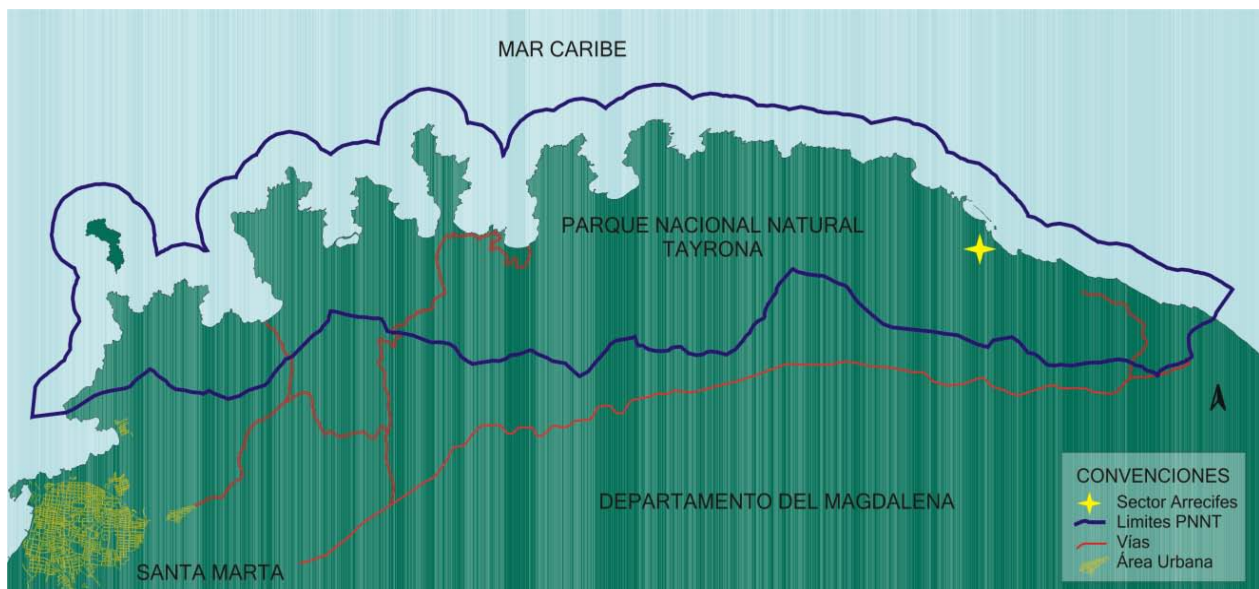 MAR CARIBE
PARQUE NACIONAL NATURAL
TAYRONA
DEPARTAMENTO DEL MAGDALENA
SANTA MARTA
CONVENCIONES
Sector Arrecifes
Limites PNNT
Vías
Área Urbana